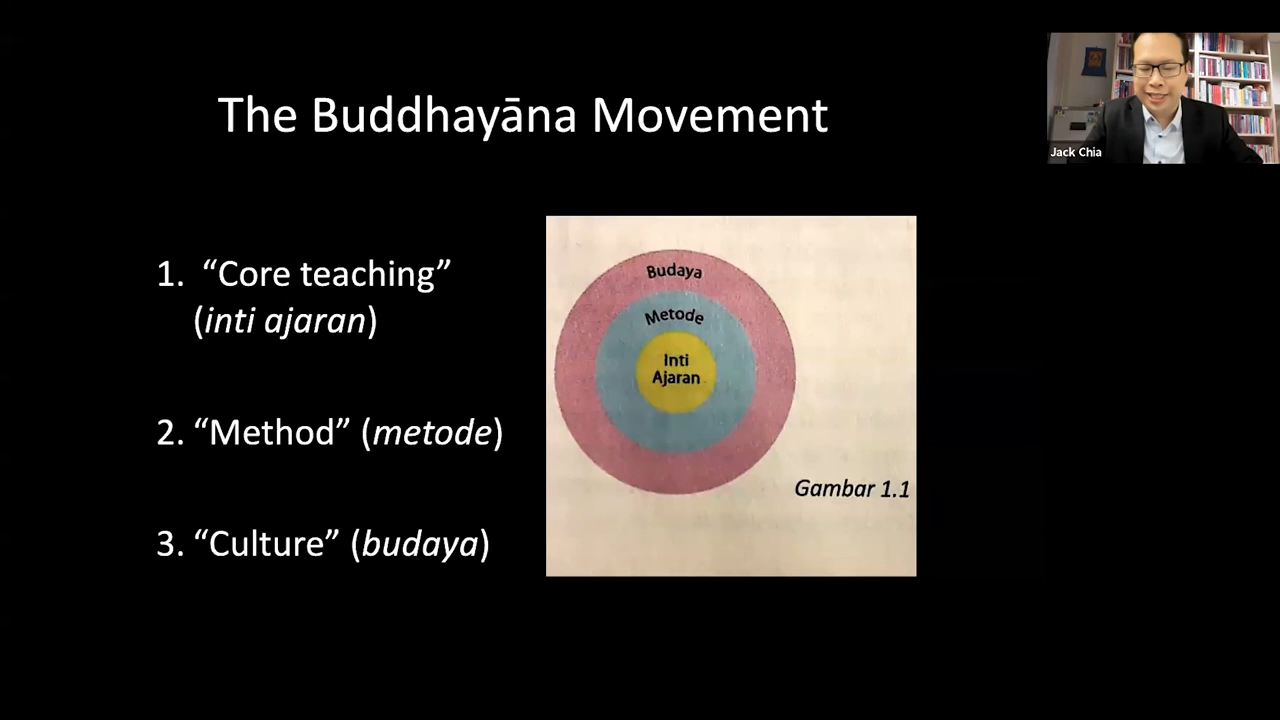 The Buddhayāna Movement
Jack Chia
1. “Core teaching”
(inti ajaran)
2. “Method” (metode)
3. “Culture” (budaya)
Budaya
Metode
Inti
Ajaran
Gambar 1.1